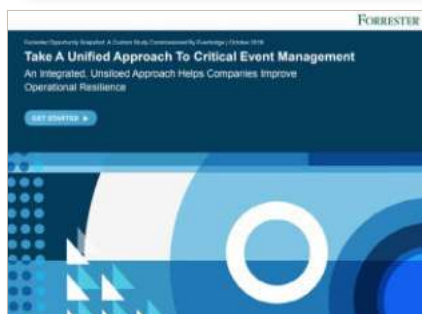 FORRESTER
Forrester Opportunity Snapshot: A Custom Study Commissioned By Everbridge | October 2019
Take A Unified Approach To Critical Event Management
An Integrated, Unsiloed Approach Helps Companies Improve
Operational Resilience
GET STARTED